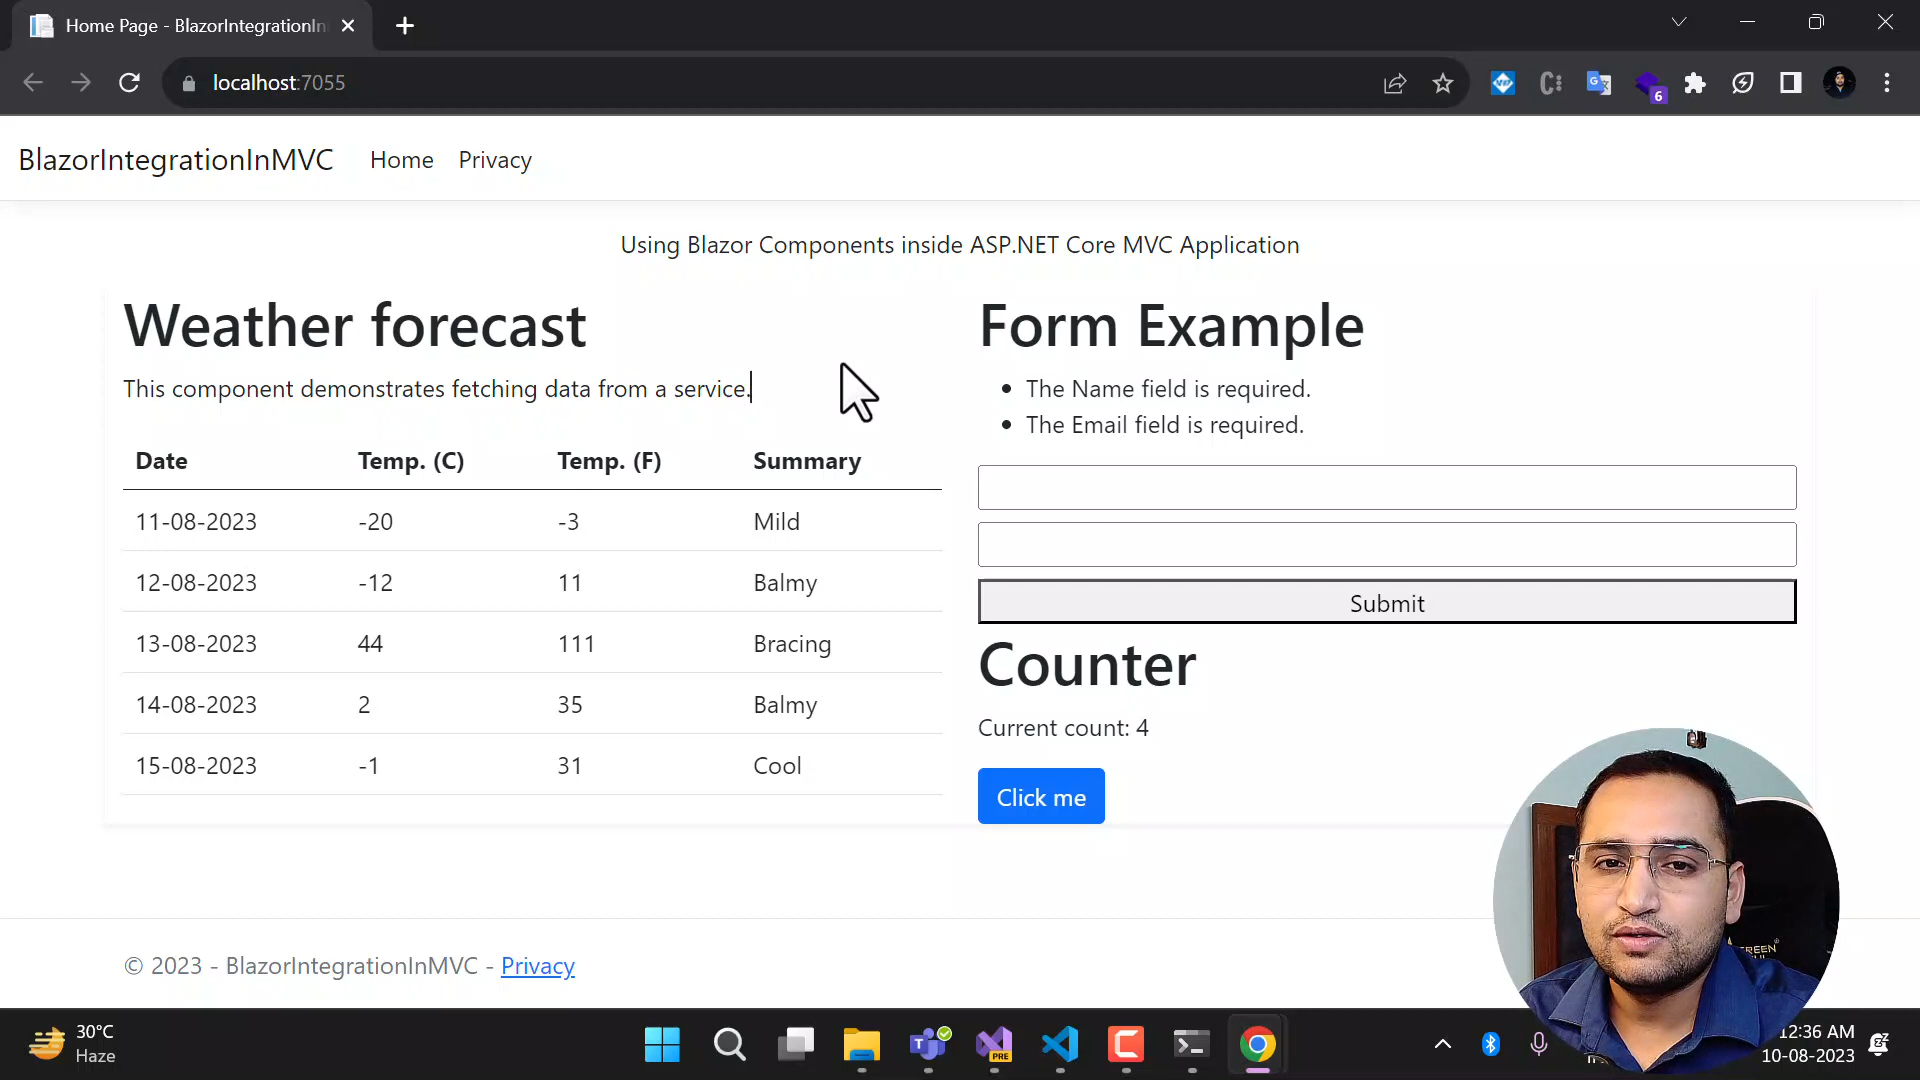 Home Page - BlazorIntegrationIn
localhost:7055
6
BlazorIntegrationInMVC Home Privacy
Using Blazor Components inside ASP.NET Core MVC Application
Weather forecast
This component demonstrates fetching data from a service.
Date Temp. (C) Temp. (F) Summary
11-08-2023 -20 -3 Mild
12-08-2023 -12 11 Balmy
13-08-2023 44 111 Bracing
14-08-2023 2 35 Balmy
15-08-2023 -1 31 Cool
Form Example
The Name field is required.
The Email field is required.
Submit
Counter
Current count: 4
Click me
© 2023 - BlazorIntegrationInMVC - Privacy
30°C
Haze
PRE
12:36 AM
10-08-2023